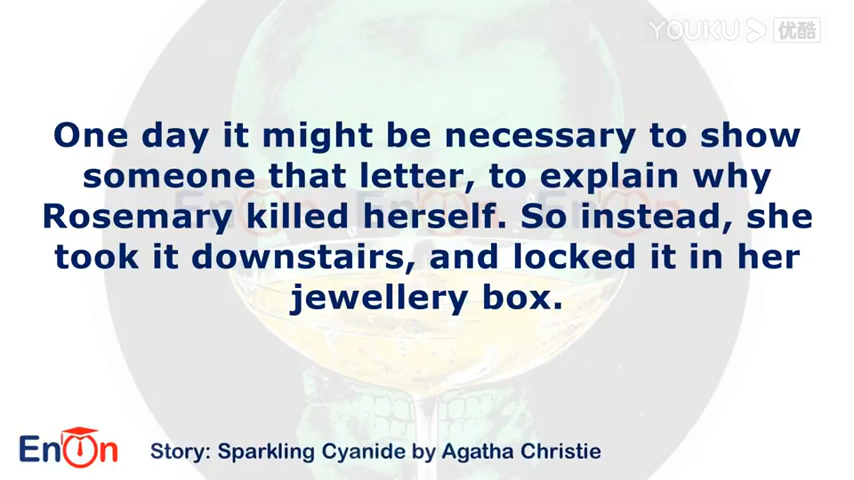 YOUKU 优酷
One day it might be necessary to show
someone that letter, to explain why
Rosemary killed herself. So instead, she
took it downstairs, and locked it in her
jewellery box.
EnOn
Story: Sparkling Cyanide by Agatha Christie